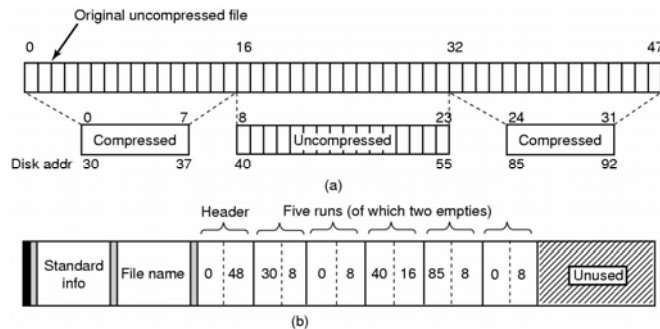 Original uncompressed file
0 16 32 47
0 7 8 23 24 31
Compressed Uncompressed Compressed
Disk addr 30 37 40 55 85 92
(a)
Header Five runs (of which two empties)
Standard info File name 0 48 30 8 0 8 40 16 85 8 0 8 Unused
(b)